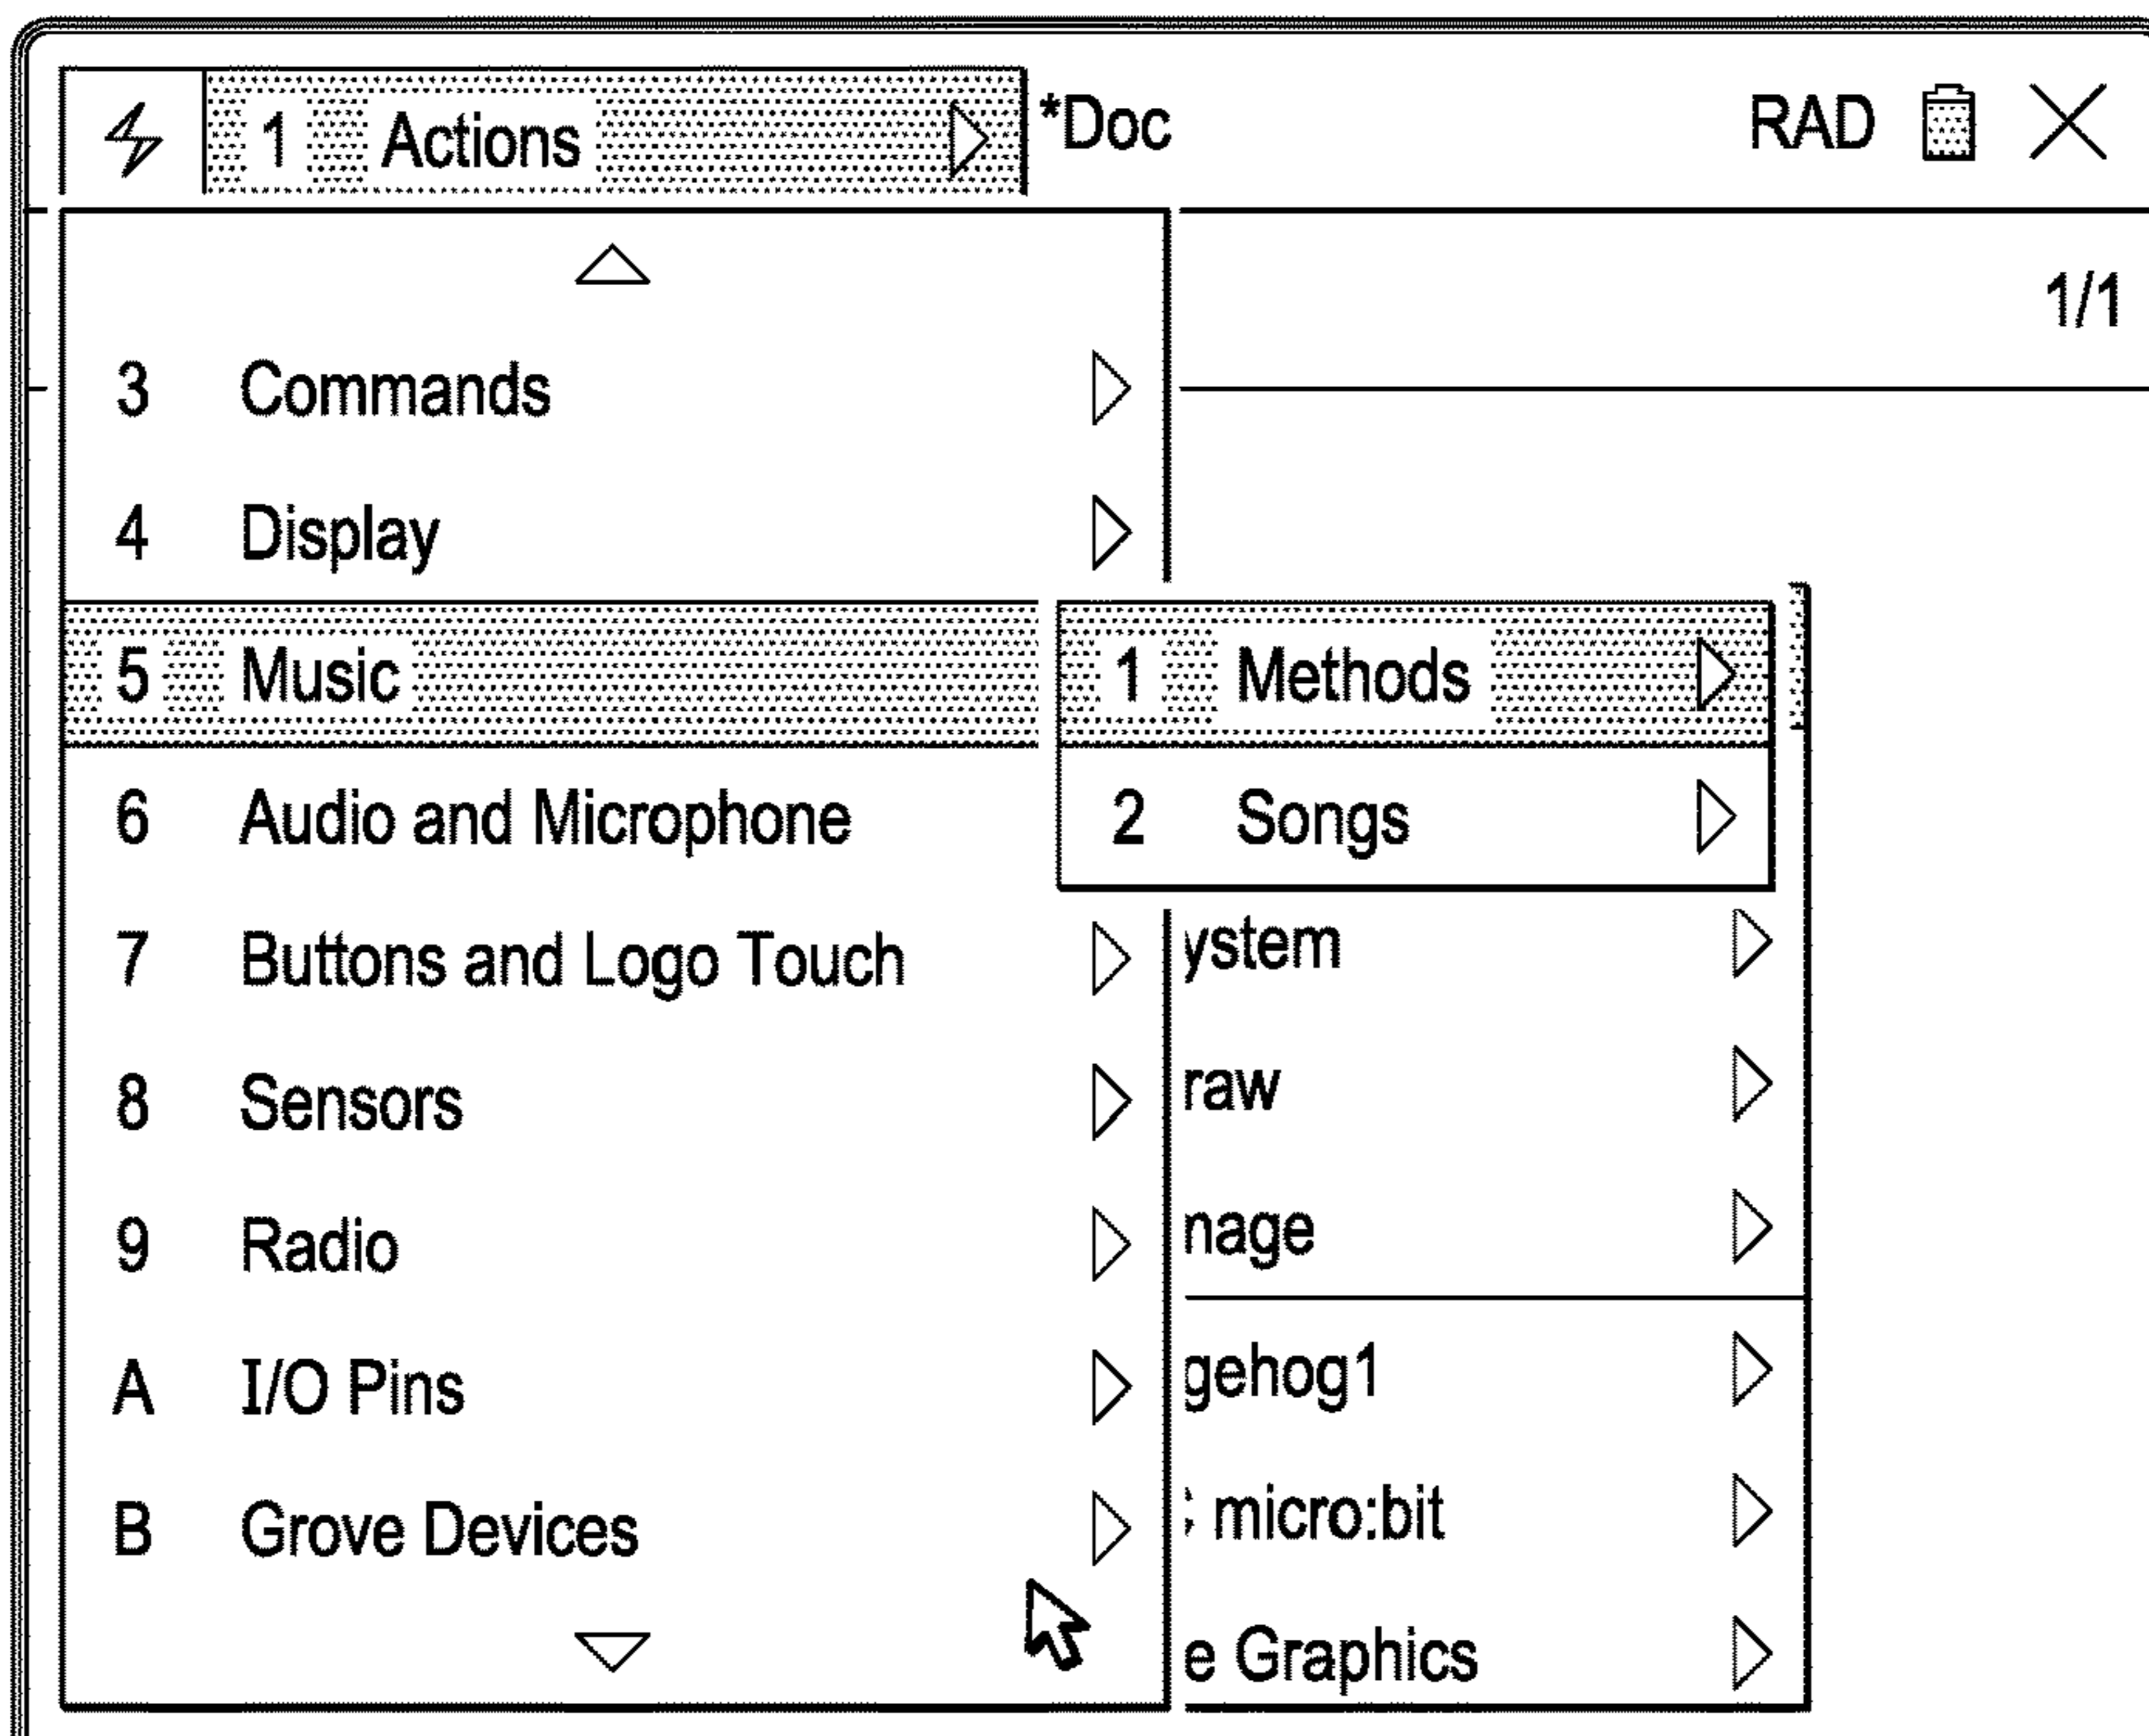 1 Actions *Doc RAD
1/1
3 Commands
4 Display
5 Music
1 Methods
6 Audio and Microphone
2 Songs
7 Buttons and Logo Touch
ystem
8 Sensors
raw
9 Radio
nage
A I/O Pins
gehog1
B Grove Devices
micro:bit
e Graphics